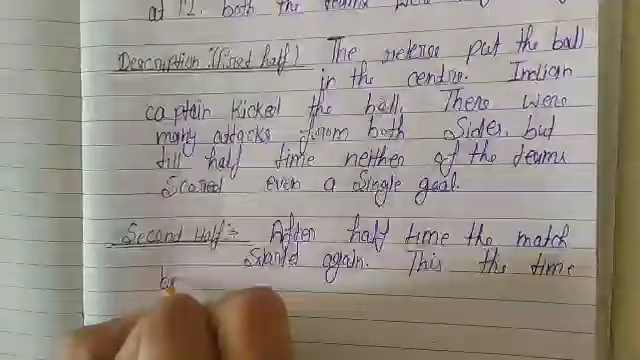 at 12. both the teams
Description :(First half) The referee put the ball
in the centre. Indian
captain kicked the ball. There were
many attacks from both Sides, but
till half time neither of the teams
Scored even a Single goal.
Second Half :- After half time the match
Started again. This the time